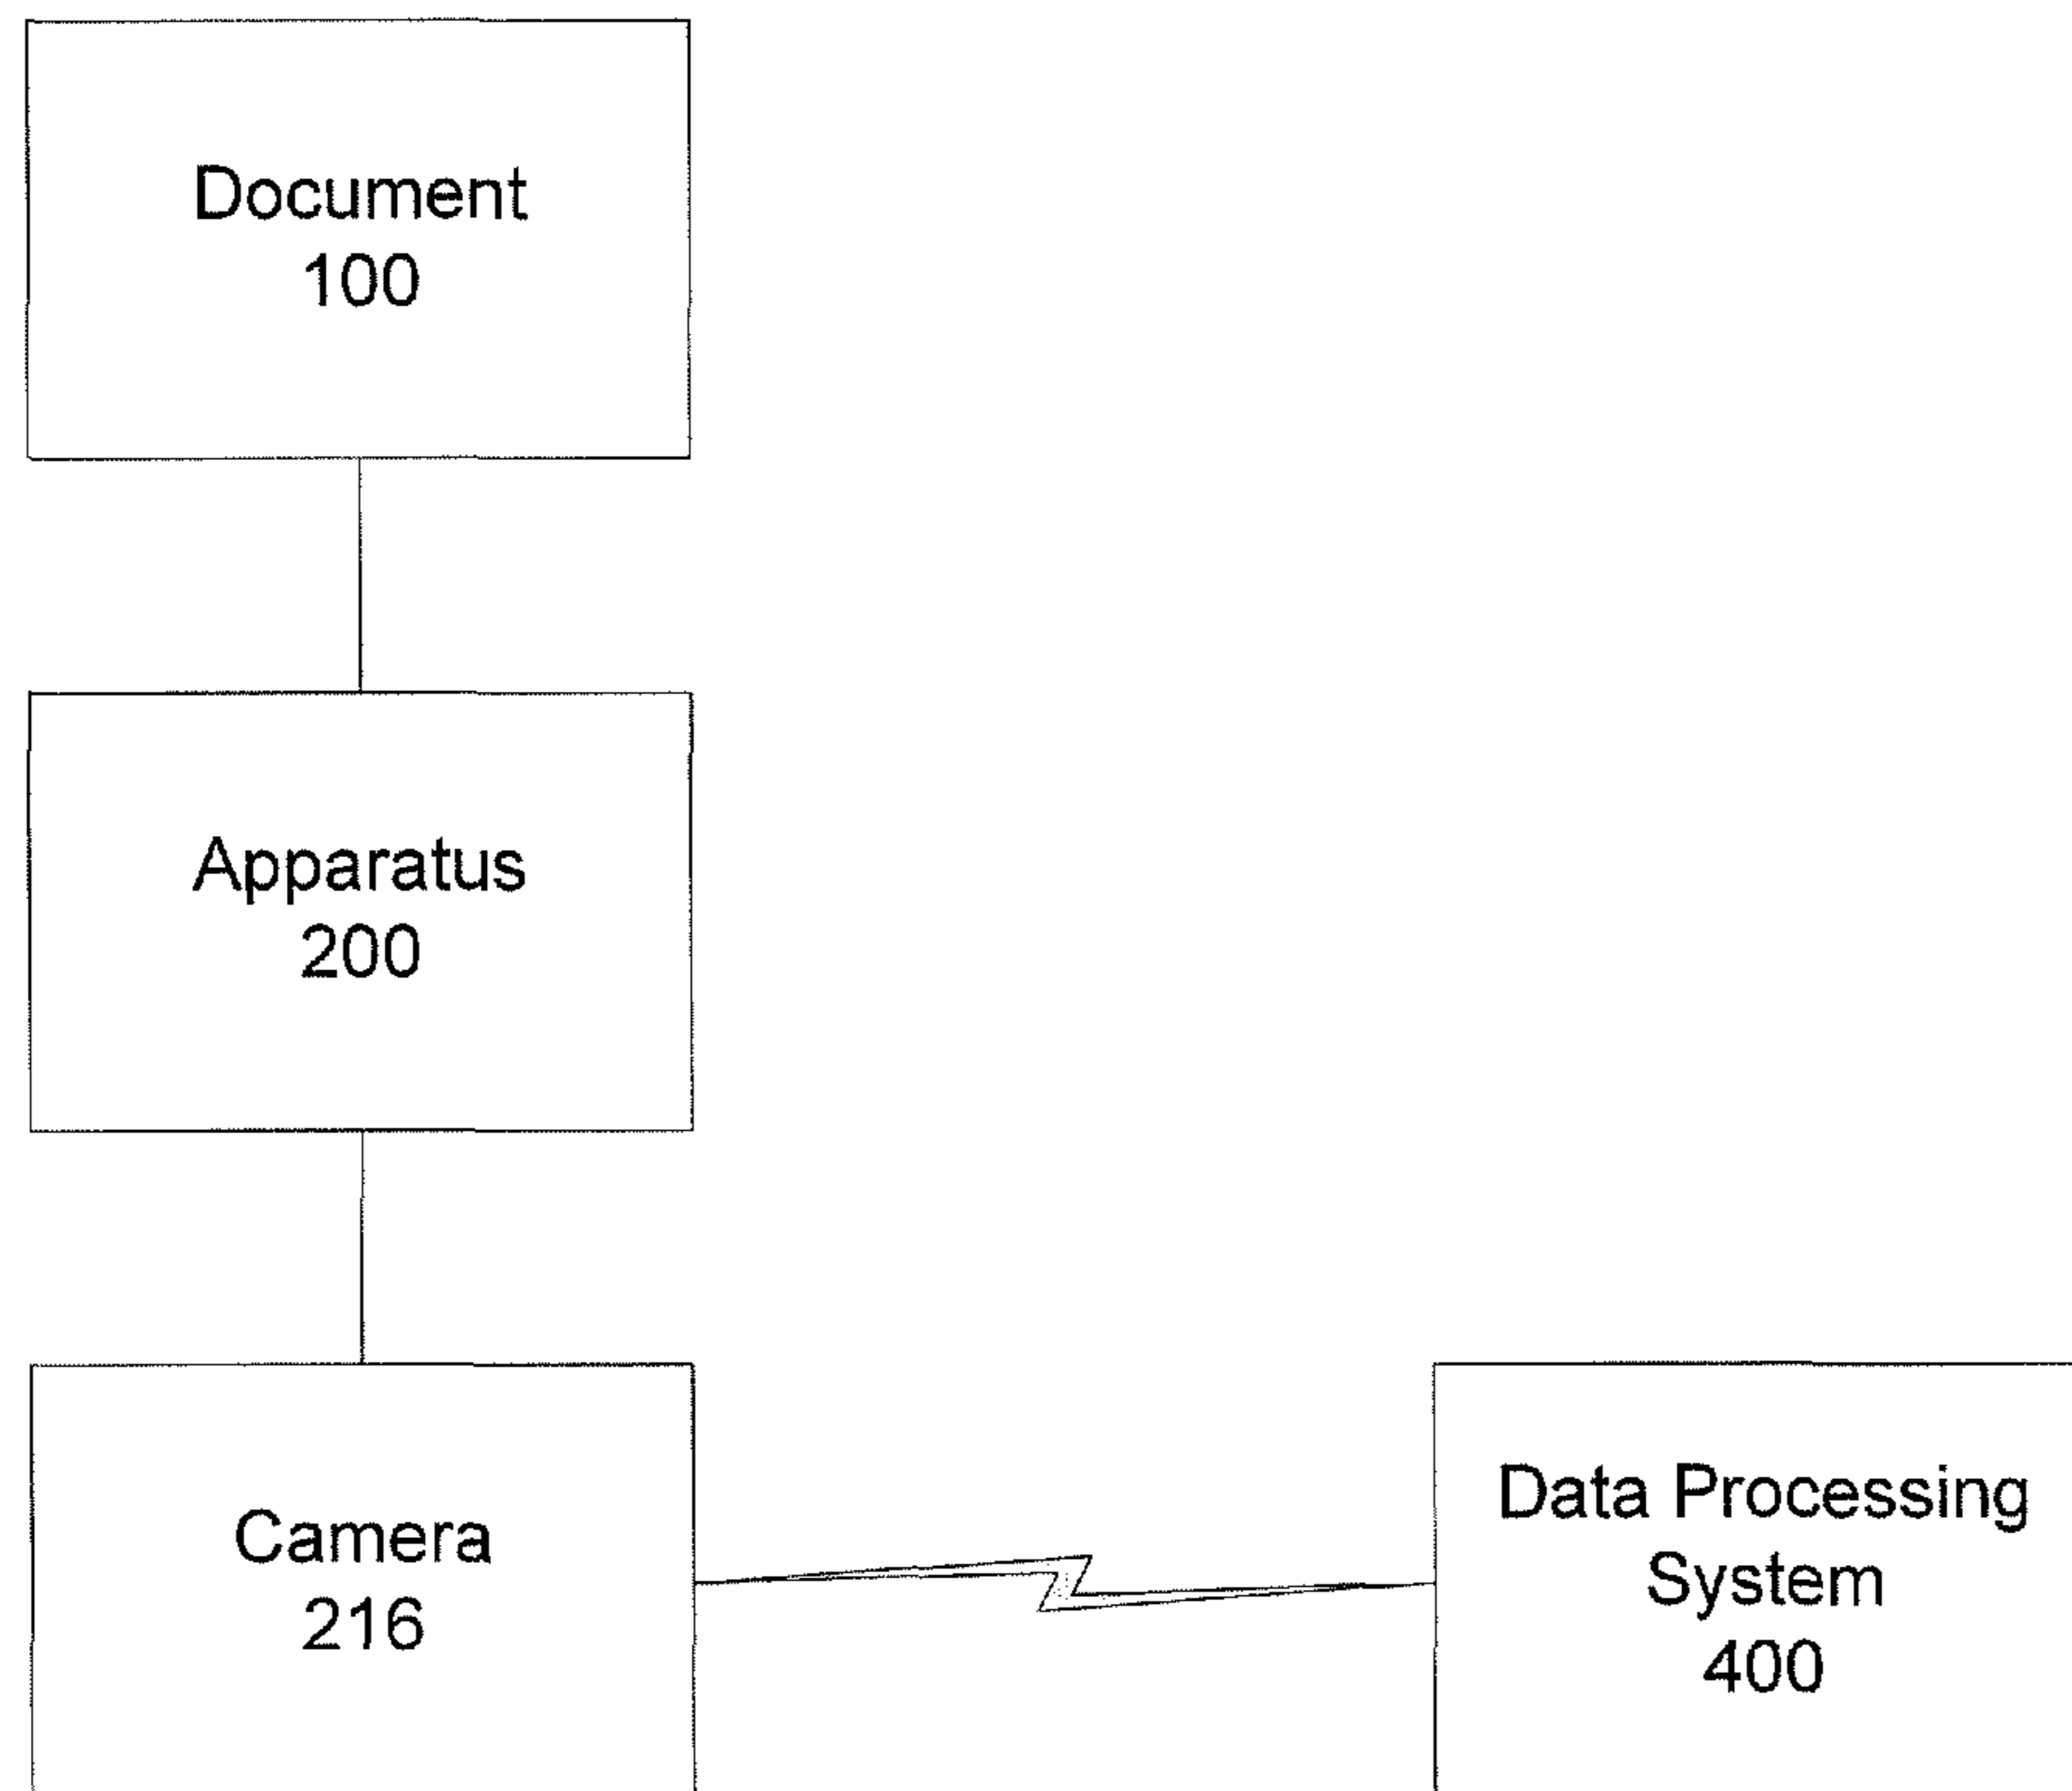 Document
100
Apparatus
200
Camera
216
Data Processing
System
400